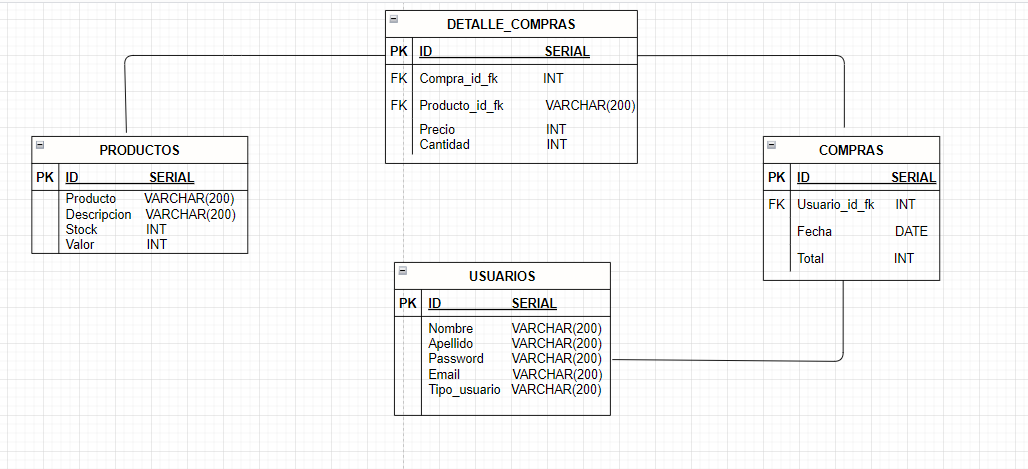 DETALLE_COMPRAS
PK ID SERIAL
FK Compra_id_fk INT
FK Producto_id_fk VARCHAR(200)
Precio INT
Cantidad INT
PRODUCTOS
PK ID SERIAL
Producto VARCHAR(200)
Descripcion VARCHAR(200)
Stock INT
Valor INT
COMPRAS
PK ID SERIAL
FK Usuario_id_fk INT
Fecha DATE
Total INT
USUARIOS
PK ID SERIAL
Nombre VARCHAR(200)
Apellido VARCHAR(200)
Password VARCHAR(200)
Email VARCHAR(200)
Tipo_usuario VARCHAR(200)